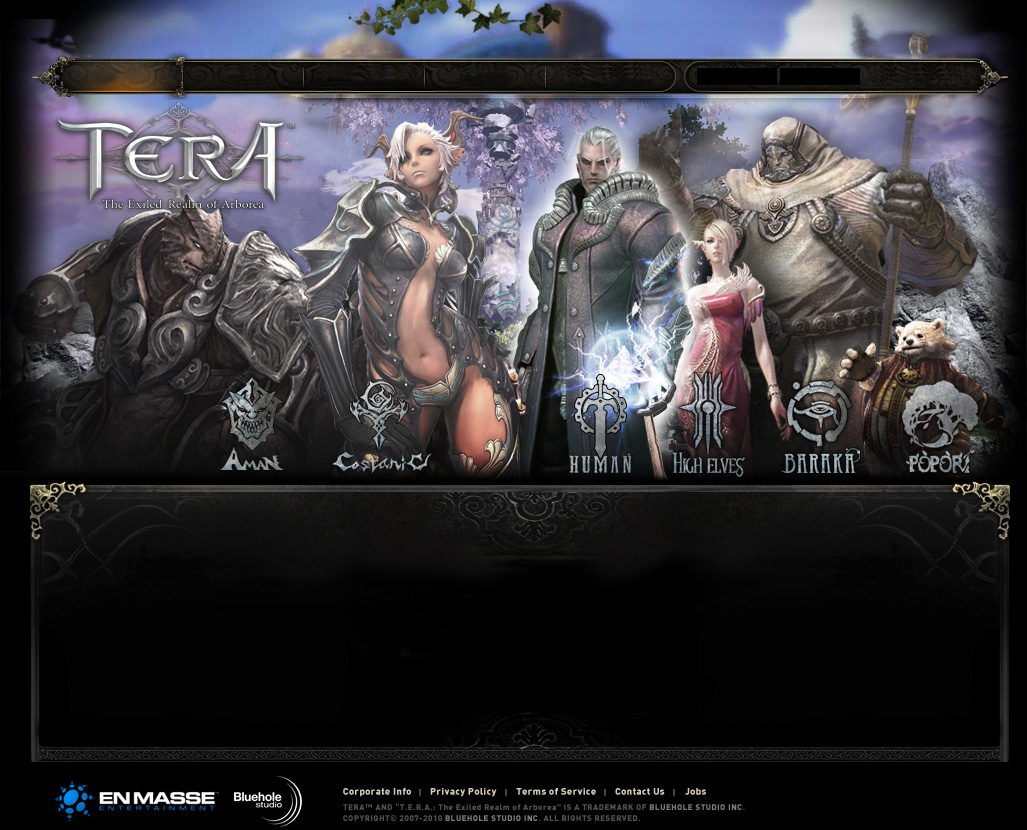 TERA™
The Exiled Realm of Arborea
AMAN
Castanic
HUMAN
HIGH ELVES
BARAKA
POPORI
EN MASSE™
ENTERTAINMENT
Bluehole
studio
Corporate Info | Privacy Policy | Terms of Service | Contact Us | Jobs
TERA™ AND "T.E.R.A.: The Exiled Realm of Arborea" IS A TRADEMARK OF BLUEHOLE STUDIO INC.
COPYRIGHT© 2007-2010 BLUEHOLE STUDIO INC. ALL RIGHTS RESERVED.